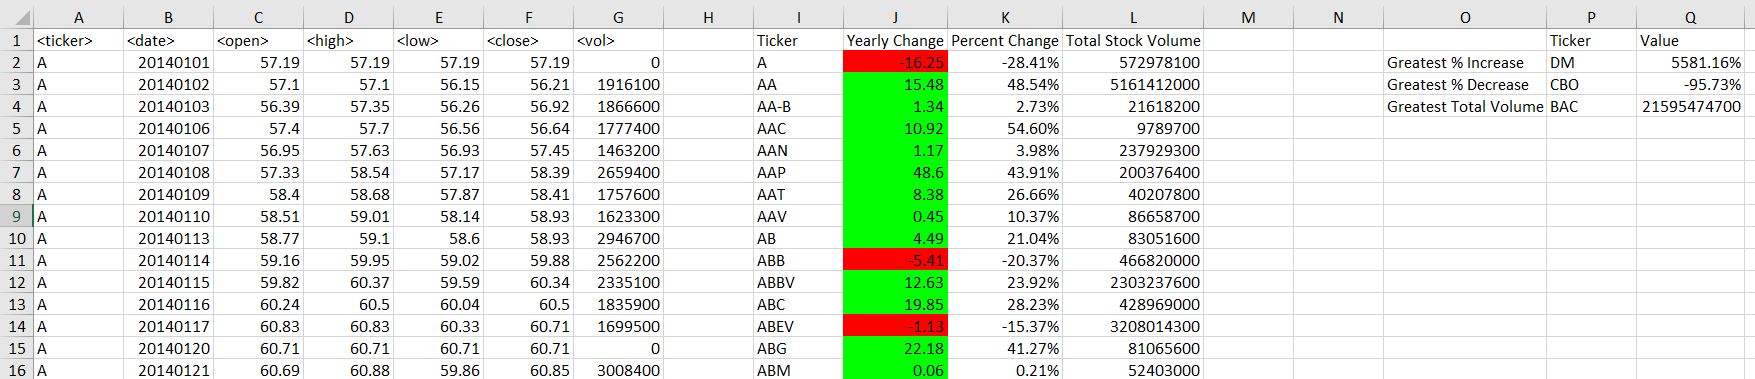 A B C D E F G H I J K L M N O P Q
1 <ticker> <date> <open> <high> <low> <close> <vol> Ticker Yearly Change Percent Change Total Stock Volume Ticker Value
2 A 20140101 57.19 57.19 57.19 57.19 0 A -16.25 -28.41% 572978100 Greatest % Increase DM 5581.16%
3 A 20140102 57.1 57.1 56.15 56.21 1916100 AA 15.48 48.54% 5161412000 Greatest % Decrease CBO -95.73%
4 A 20140103 56.39 57.35 56.26 56.92 1866600 AA-B 1.34 2.73% 21618200 Greatest Total Volume BAC 21595474700
5 A 20140106 57.4 57.7 56.56 56.64 1777400 AAC 10.92 54.60% 9789700
6 A 20140107 56.95 57.63 56.93 57.45 1463200 AAN 1.17 3.98% 237929300
7 A 20140108 57.33 58.54 57.17 58.39 2659400 AAP 48.6 43.91% 200376400
8 A 20140109 58.4 58.68 57.87 58.41 1757600 AAT 8.38 26.66% 40207800
9 A 20140110 58.51 59.01 58.14 58.93 1623300 AAV 0.45 10.37% 86658700
10 A 20140113 58.77 59.1 58.6 58.93 2946700 AB 4.49 21.04% 83051600
11 A 20140114 59.16 59.95 59.02 59.88 2562200 ABB -5.41 -20.37% 466820000
12 A 20140115 59.82 60.37 59.59 60.34 2335100 ABBV 12.63 23.92% 2303237600
13 A 20140116 60.24 60.5 60.04 60.5 1835900 ABC 19.85 28.23% 428969000
14 A 20140117 60.83 60.83 60.33 60.71 1699500 ABEV -1.13 -15.37% 3208014300
15 A 20140120 60.71 60.71 60.71 60.71 0 ABG 22.18 41.27% 81065600
16 A 20140121 60.69 60.88 59.86 60.85 3008400 ABM 0.06 0.21% 52403000